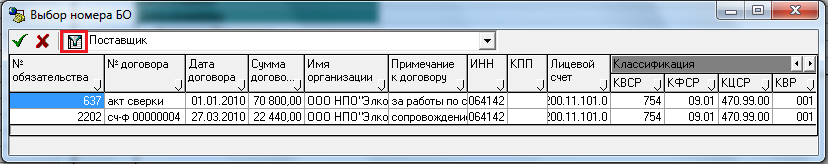 Выбор номера БО
Поставщик
№ обязательства № договора Дата договора Сумма догово... Имя организации Примечание к договору ИНН КПП Лицевой счет Классификация
КВСР КФСР КЦСР КВР
637 акт сверки 01.01.2010 70 800,00 ООО НПО"Элко за работы по с 064142 200.11.101.0 754 09.01 470.99.00 001
2202 сч-ф 00000004 27.03.2010 22 440,00 ООО НПО"Элко сопровождение 064142 200.11.101.0 754 09.01 470.99.00 001